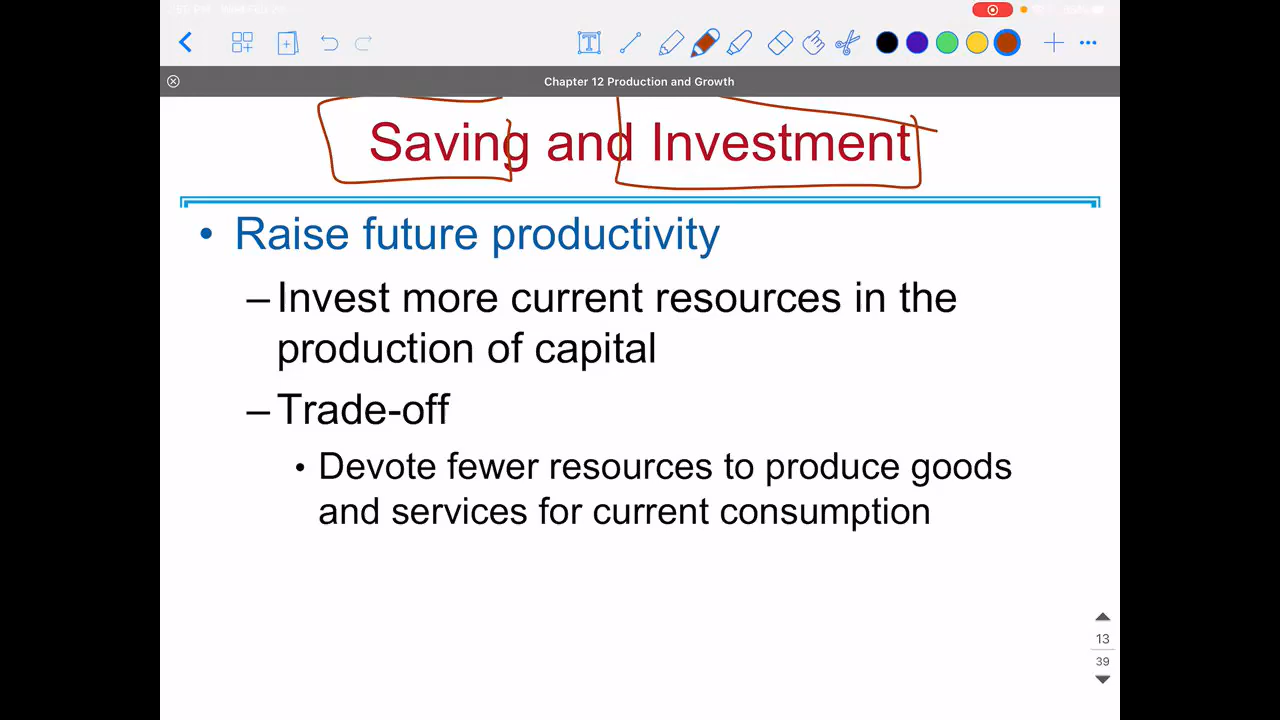 Chapter 12 Production and Growth
Saving and Investment
• Raise future productivity
– Invest more current resources in the
production of capital
– Trade-off
• Devote fewer resources to produce goods
and services for current consumption
13
39